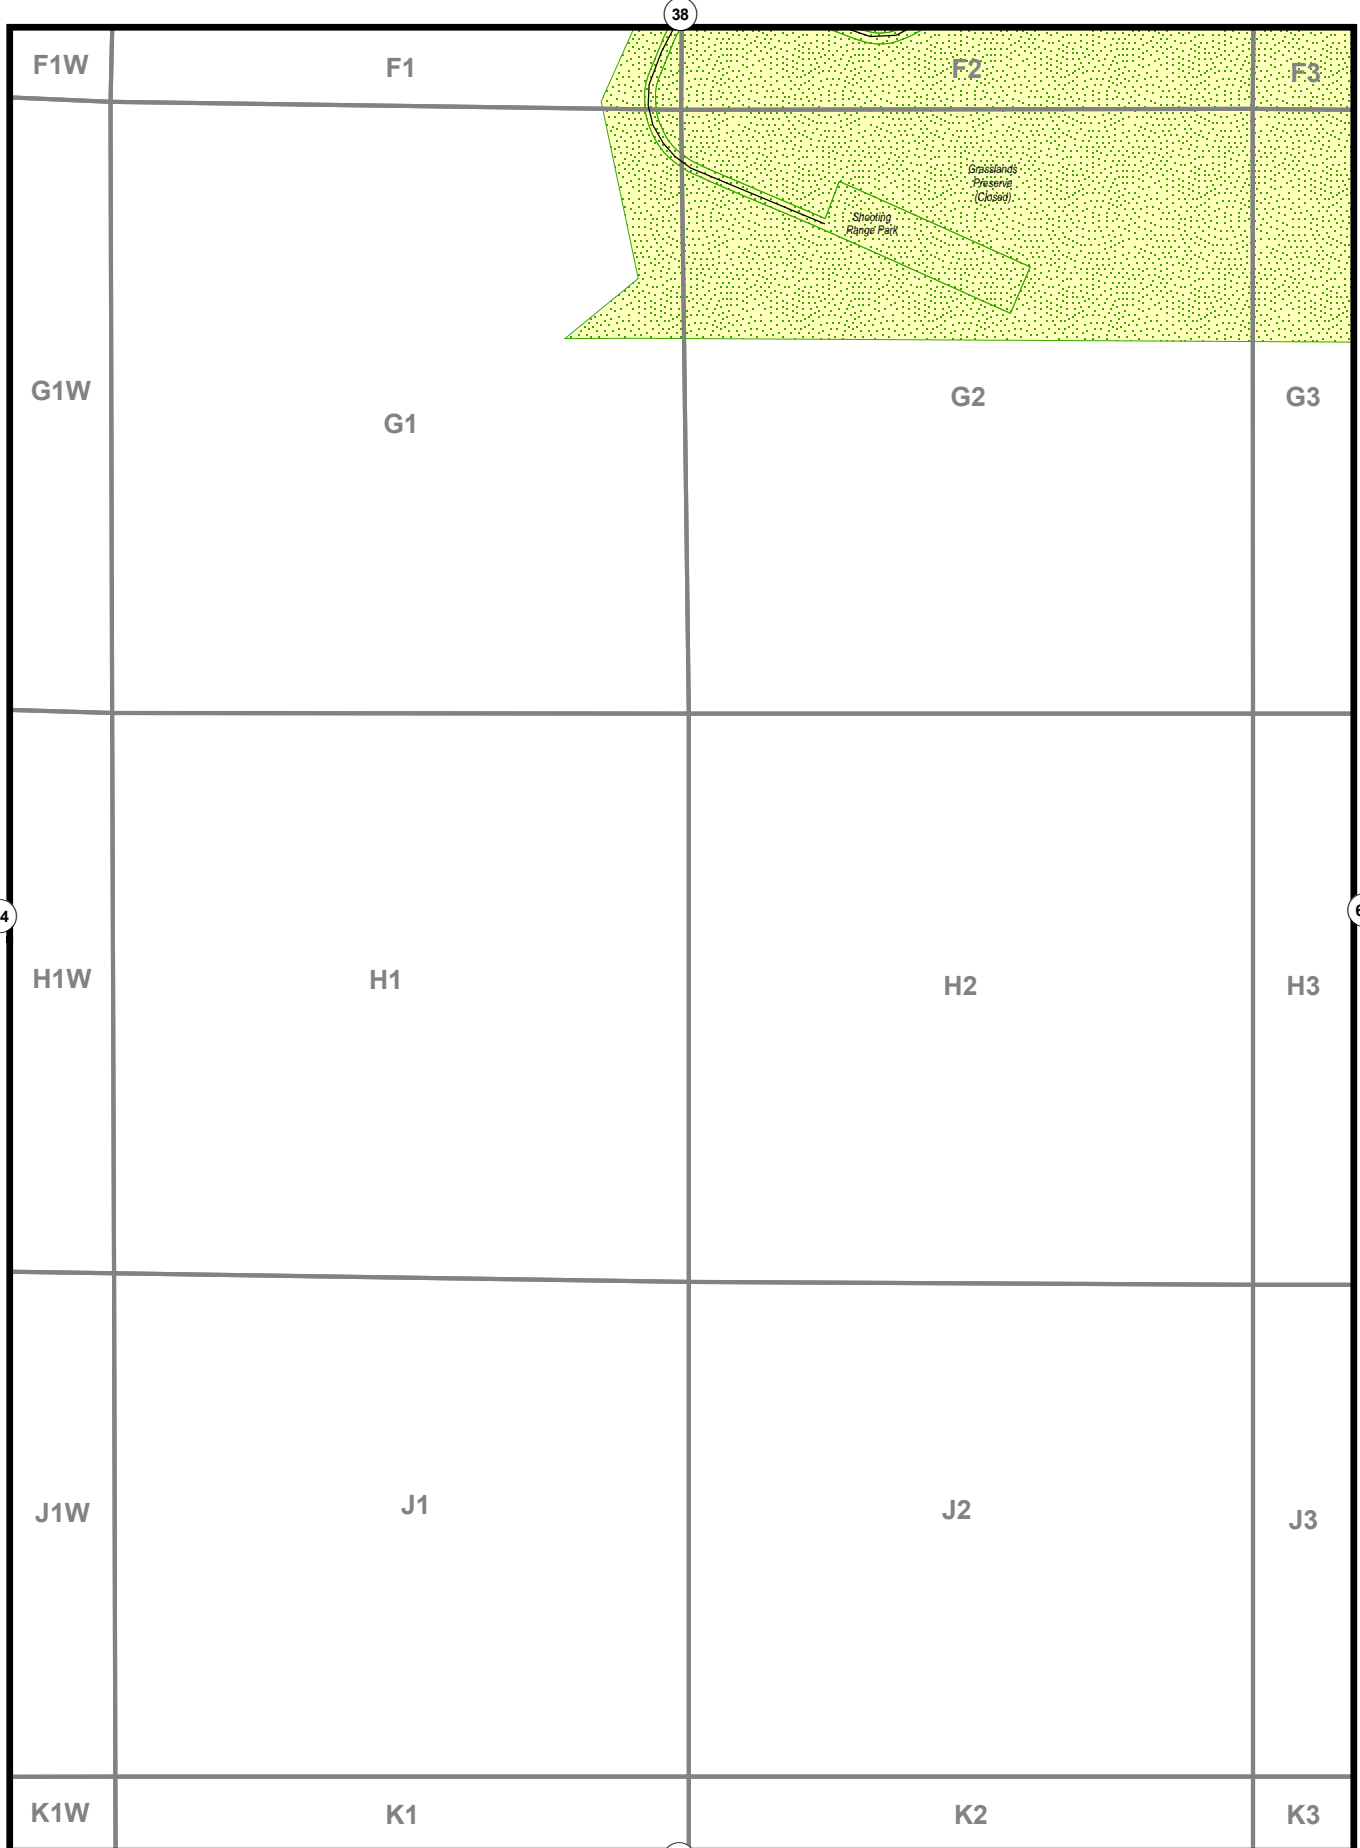 38
F1W
F1
F2
F3
Grasslands
Preserve
(Closed)
Shooting
Range Park
G1W
G1
G2
G3
4
H1W
H1
H2
H3
J1W
J1
J2
J3
K1W
K1
K2
K3